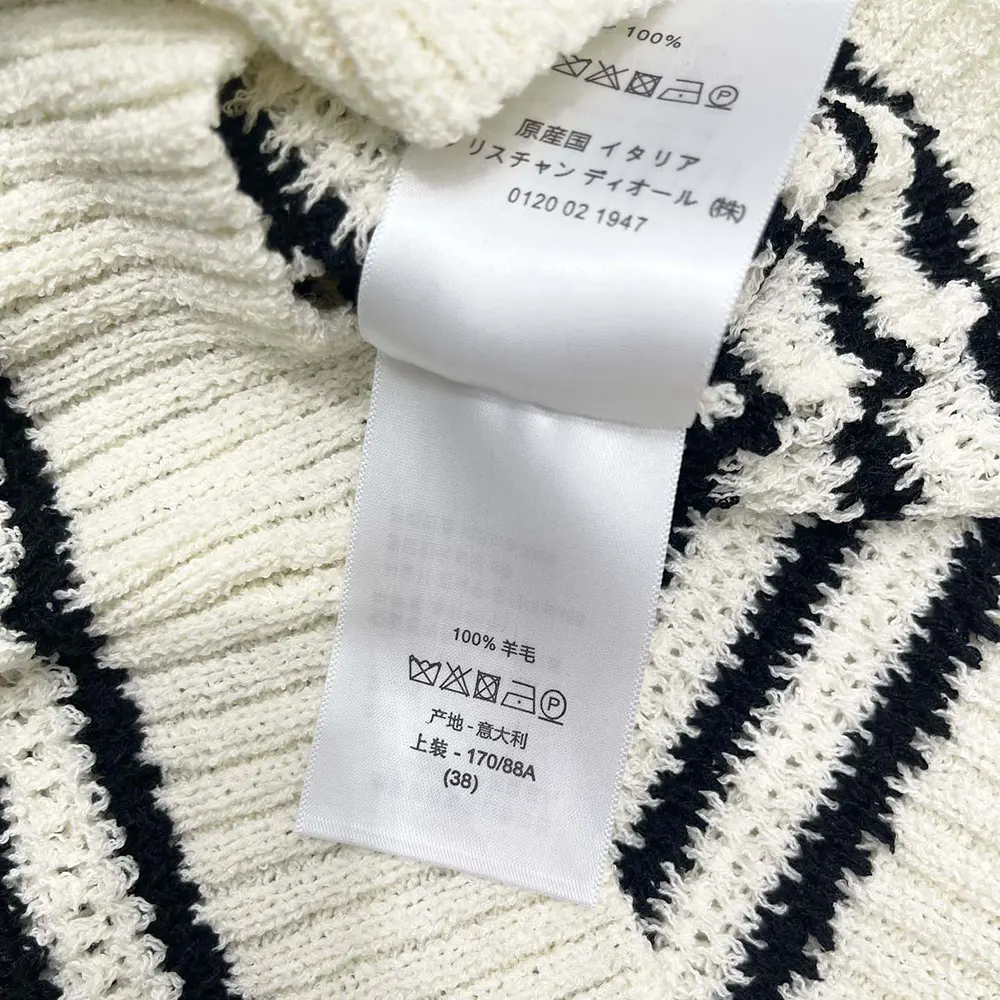 100%
原産国 イタリア
リスチャン ディオール (株)
0120 02 1947
100% 羊毛
P
产地 - 意大利
上装 - 170/88A
(38)